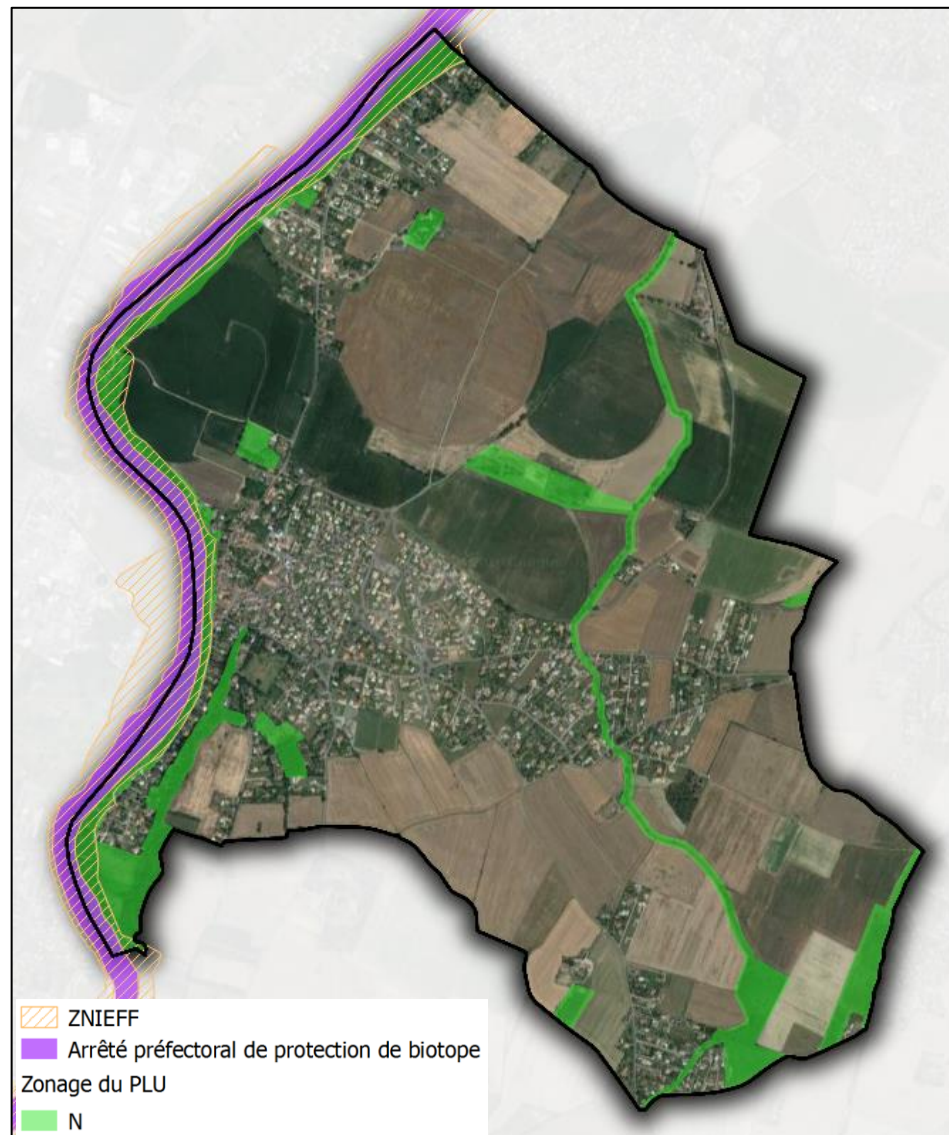 ZNIEFF
Arrêté préfectoral de protection de biotope
Zonage du PLU
N